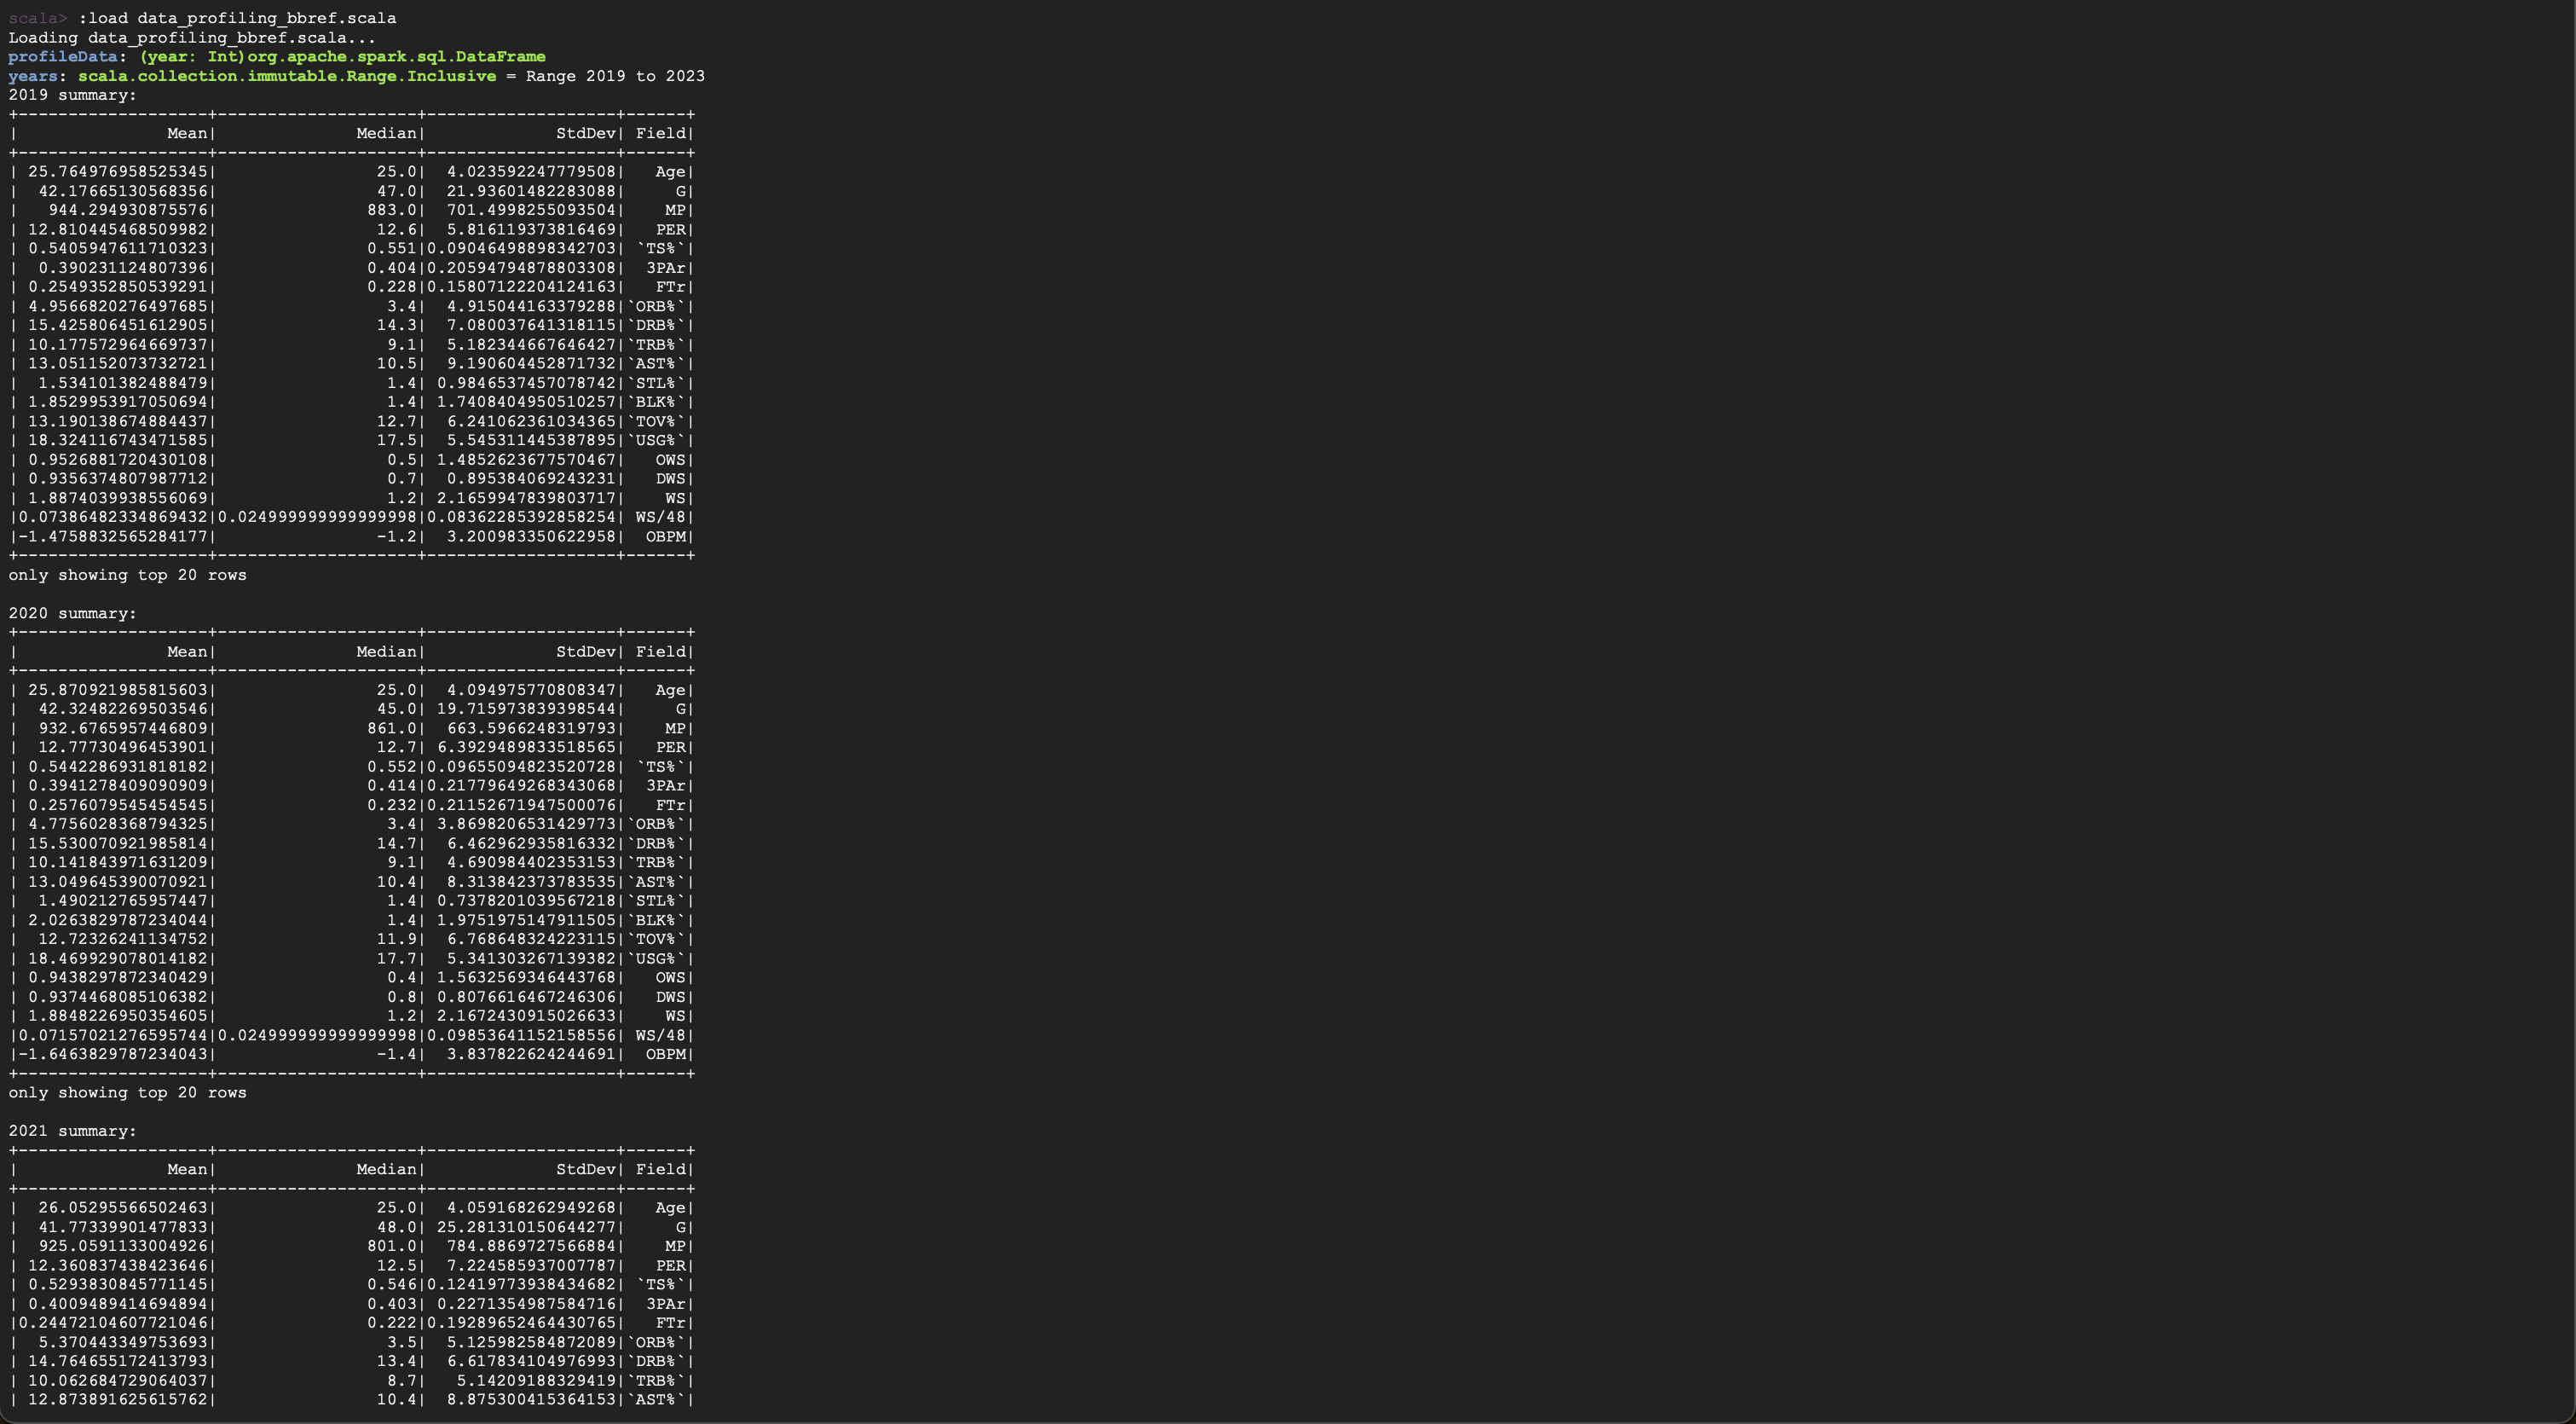 scala> :load data_profiling_bbref.scala
Loading data_profiling_bbref.scala...
profileData: (year: Int)org.apache.spark.sql.DataFrame
years: scala.collection.immutable.Range.Inclusive = Range 2019 to 2023
2019 summary:
+-------------------+--------------------+-------------------+------+
|               Mean|              Median|             StdDev| Field|
+-------------------+--------------------+-------------------+------+
| 25.764976958525345|                25.0|  4.023592247779508|   Age|
|  42.17665130568356|                47.0|  21.93601482283088|     G|
|   944.294930875576|               883.0|  701.4998255093504|    MP|
| 12.810445468509982|                12.6|  5.816119373816469|   PER|
| 0.5405947611710323|               0.551|0.09046498898342703| `TS%`|
|  0.390231124807396|               0.404|0.20594794878803308|  3PAr|
| 0.2549352850539291|               0.228|0.15807122204124163|   FTr|
| 4.9566820276497685|                 3.4|  4.915044163379288|`ORB%`|
| 15.425806451612905|                14.3|  7.080037641318115|`DRB%`|
| 10.177572964669737|                 9.1|  5.182344667646427|`TRB%`|
| 13.051152073732721|                10.5|  9.190604452871732|`AST%`|
|  1.534101382488479|                 1.4| 0.9846537457078742|`STL%`|
| 1.8529953917050694|                 1.4| 1.7408404950510257|`BLK%`|
| 13.190138674884437|                12.7|  6.241062361034365|`TOV%`|
| 18.324116743471585|                17.5|  5.545311445387895|`USG%`|
| 0.9526881720430108|                 0.5| 1.4852623677570467|   OWS|
| 0.9356374807987712|                 0.7|  0.895384069243231|   DWS|
| 1.8874039938556069|                 1.2| 2.1659947839803717|    WS|
|0.07386482334869432|0.024999999999999998|0.08362285392858254| WS/48|
|-1.4758832565284177|                -1.2|  3.200983350622958|  OBPM|
+-------------------+--------------------+-------------------+------+
only showing top 20 rows
2020 summary:
+-------------------+--------------------+-------------------+------+
|               Mean|              Median|             StdDev| Field|
+-------------------+--------------------+-------------------+------+
| 25.870921985815603|                25.0|  4.094975770808347|   Age|
|  42.32482269503546|                45.0| 19.715973839398544|     G|
|  932.6765957446809|               861.0|  663.5966248319793|    MP|
|  12.77730496453901|                12.7| 6.3929489833518565|   PER|
| 0.5442286931818182|               0.552|0.09655094823520728| `TS%`|
| 0.3941278409090909|               0.414|0.21779649268343068|  3PAr|
| 0.2576079545454545|               0.232|0.21152671947500076|   FTr|
| 4.7756028368794325|                 3.4| 3.8698206531429773|`ORB%`|
| 15.530070921985814|                14.7|  6.462962935816332|`DRB%`|
| 10.141843971631209|                 9.1|  4.690984402353153|`TRB%`|
| 13.049645390070921|                10.4|  8.313842373783535|`AST%`|
|  1.490212765957447|                 1.4| 0.7378201039567218|`STL%`|
| 2.0263829787234044|                 1.4| 1.9751975147911505|`BLK%`|
|  12.72326241134752|                11.9|  6.768648324223115|`TOV%`|
| 18.469929078014182|                17.7|  5.341303267139382|`USG%`|
| 0.9438297872340429|                 0.4| 1.5632569346443768|   OWS|
| 0.9374468085106382|                 0.8| 0.8076616467246306|   DWS|
| 1.8848226950354605|                 1.2| 2.1672430915026633|    WS|
|0.07157021276595744|0.024999999999999998|0.09853641152158556| WS/48|
|-1.6463829787234043|                -1.4|  3.837822624244691|  OBPM|
+-------------------+--------------------+-------------------+------+
only showing top 20 rows
2021 summary:
+-------------------+--------------------+-------------------+------+
|               Mean|              Median|             StdDev| Field|
+-------------------+--------------------+-------------------+------+
|  26.05295566502463|                25.0|  4.059168262949268|   Age|
|  41.77339901477833|                48.0| 25.281310150644277|     G|
|  925.0591133004926|               801.0|  784.8869727566884|    MP|
| 12.360837438423646|                12.5|  7.224585937007787|   PER|
| 0.5293830845771145|               0.546|0.12419773938434682| `TS%`|
| 0.4009489414694894|               0.403| 0.2271354987584716|  3PAr|
|0.24472104607721046|               0.222|0.19289652464430765|   FTr|
|  5.370443349753693|                 3.5|  5.125982584872089|`ORB%`|
| 14.764655172413793|                13.4|  6.617834104976993|`DRB%`|
| 10.062684729064037|                 8.7|   5.14209188329419|`TRB%`|
| 12.873891625615762|                10.4|  8.875300415364153|`AST%`|